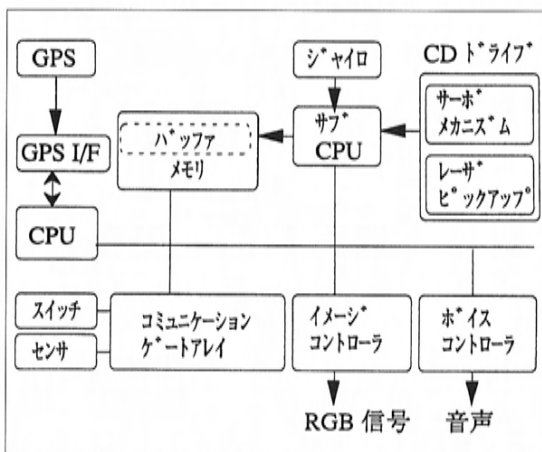 GPS
ジャイロ
CD ドライブ
サーボ
メカニズム
レーザ
ピックアップ
サブ
CPU
バッファ
メモリ
GPS I/F
CPU
スイッチ
センサ
コミュニケーション
ゲートアレイ
イメージ
コントローラ
ボイス
コントローラ
RGB 信号
音声